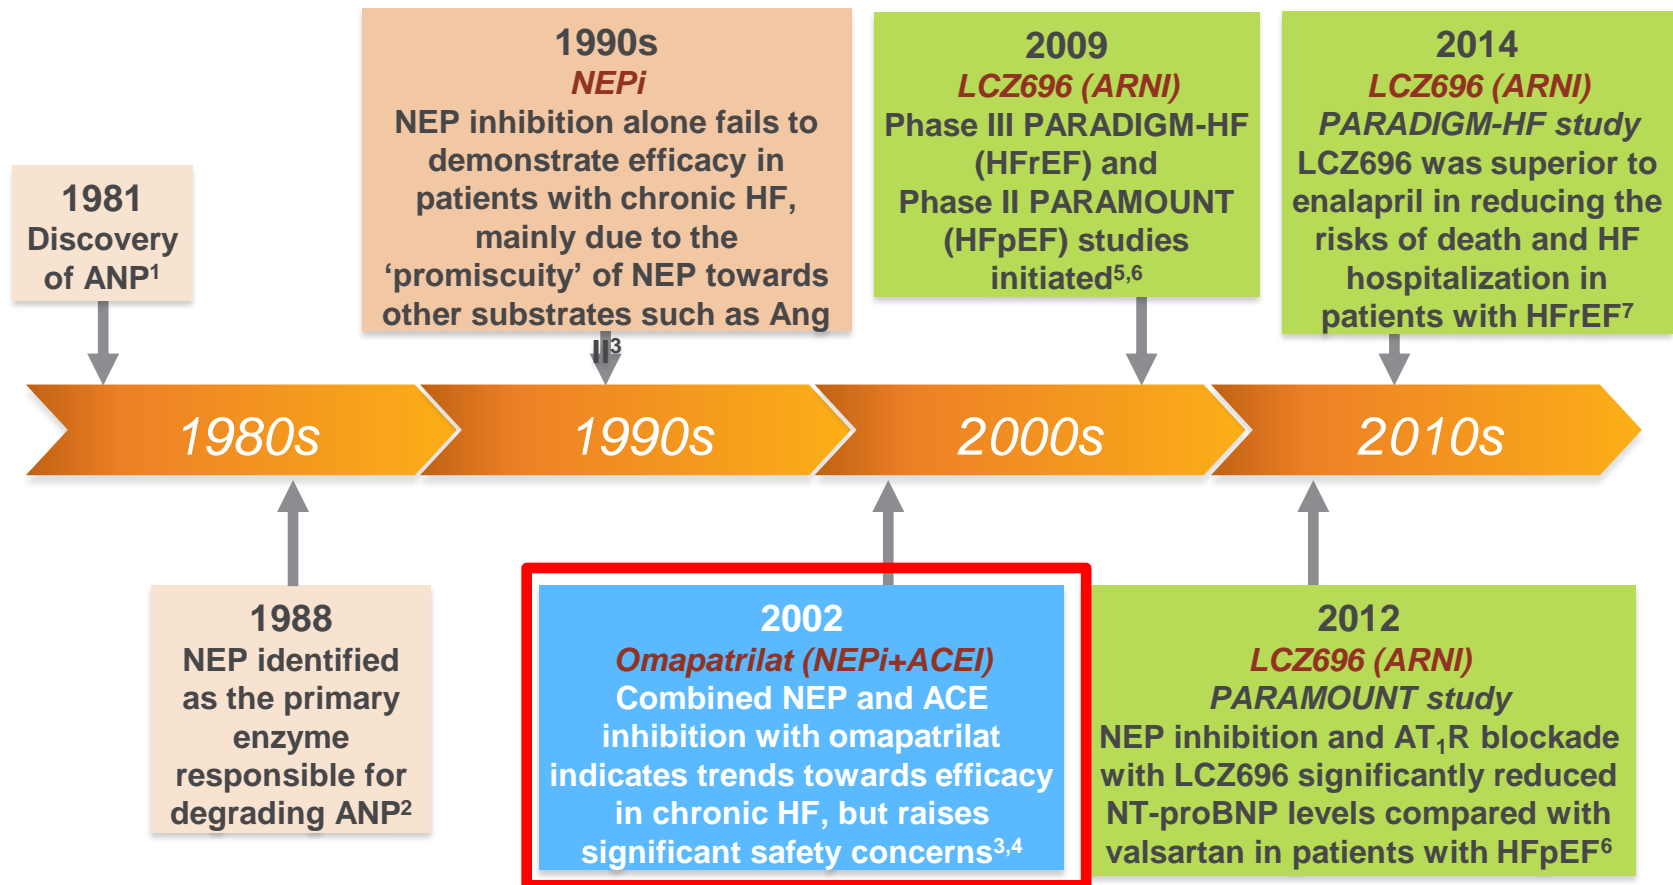 1981
Discovery
of ANP¹
1990s
NEPi
NEP inhibition alone fails to
demonstrate efficacy in
patients with chronic HF,
mainly due to the
‘promiscuity’ of NEP towards
other substrates such as Ang
II³
2009
LCZ696 (ARNI)
Phase III PARADIGM-HF
(HFrEF) and
Phase II PARAMOUNT
(HFpEF) studies
initiated⁵,⁶
2014
LCZ696 (ARNI)
PARADIGM-HF study
LCZ696 was superior to
enalapril in reducing the
risks of death and HF
hospitalization in
patients with HFrEF⁷
1980s
1990s
2000s
2010s
1988
NEP identified
as the primary
enzyme
responsible for
degrading ANP²
2002
Omapatrilat (NEPi+ACEI)
Combined NEP and ACE
inhibition with omapatrilat
indicates trends towards efficacy
in chronic HF, but raises
significant safety concerns³,⁴
2012
LCZ696 (ARNI)
PARAMOUNT study
NEP inhibition and AT₁R blockade
with LCZ696 significantly reduced
NT-proBNP levels compared with
valsartan in patients with HFpEF⁶